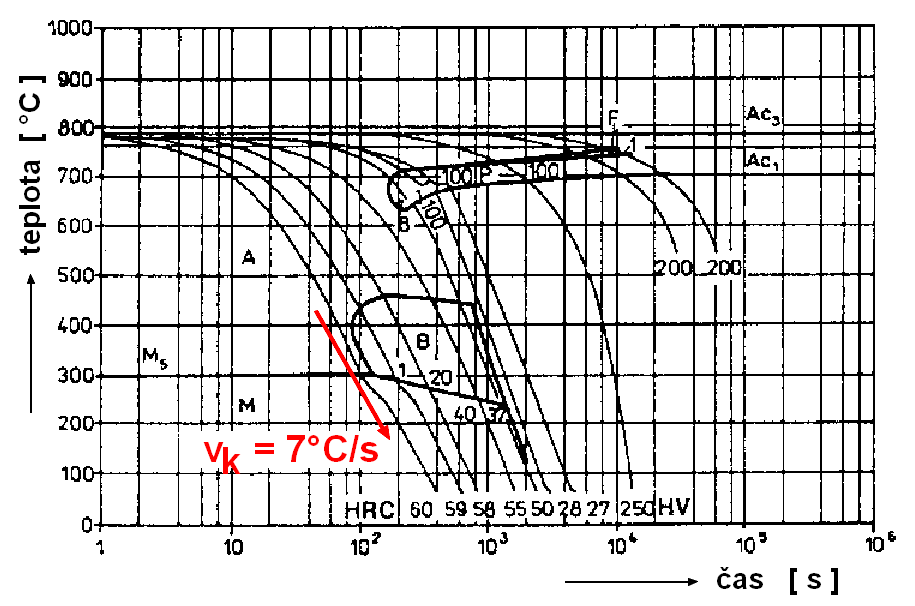 teplota [ °C]
1000
900
800
700
600
500
400
300
200
100
0
Ac3
Ac1
F
1
100 P 100
100
B
200 200
A
Ms
M
B
1 20
40 37
vk = 7°C/s
HRC 60 59 58 55 50 28 27 250 HV
1 10 10² 10³ 10⁴ 10⁵ 10⁶
čas [ s ]